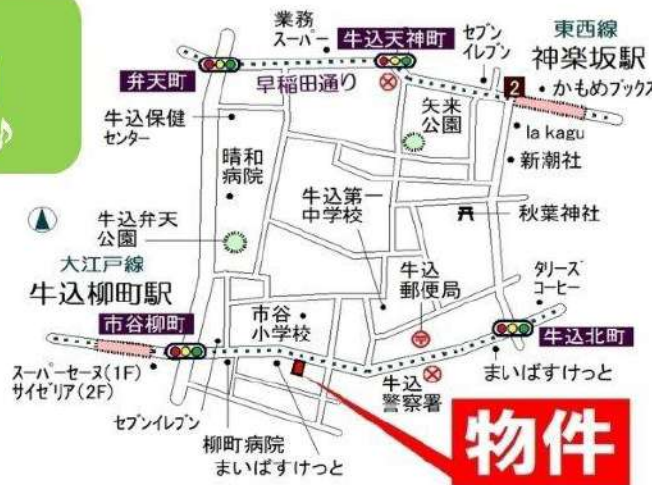 業務
スーパー
牛込天神町
セブン
イレブン
東西線
神楽坂駅
弁天町
早稲田通り
2
かもめブックス
矢来
公園
牛込保健
センター
la kagu
新潮社
晴和
病院
牛込第一
中学校
秋葉神社
牛込弁天
公園
大江戸線
牛込柳町駅
牛込
郵便局
タリーズ
コーヒー
市谷柳町
市谷
小学校
牛込北町
スーパーセーヌ(1F)
サイゼリア(2F)
まいばすけっと
牛込
警察署
セブンイレブン
柳町病院
まいばすけっと
物件